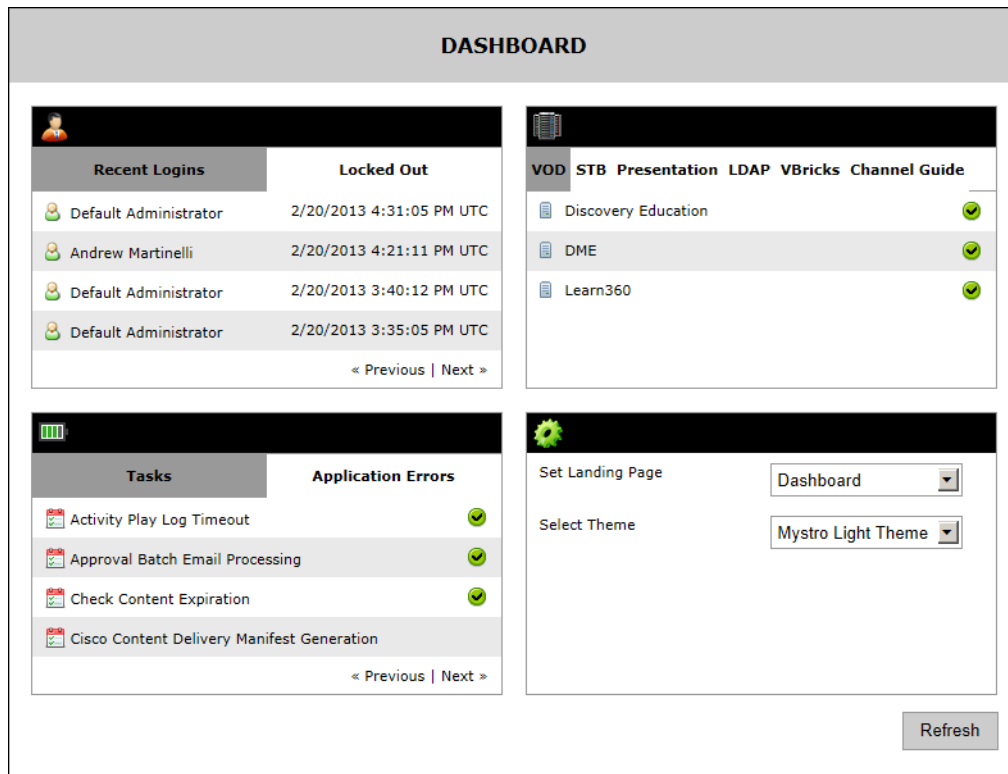 DASHBOARD
Recent Logins Locked Out
Default Administrator 2/20/2013 4:31:05 PM UTC
Andrew Martinelli 2/20/2013 4:21:11 PM UTC
Default Administrator 2/20/2013 3:40:12 PM UTC
Default Administrator 2/20/2013 3:35:05 PM UTC
« Previous | Next »
VOD STB Presentation LDAP VBricks Channel Guide
Discovery Education
DME
Learn360
Tasks Application Errors
Activity Play Log Timeout
Approval Batch Email Processing
Check Content Expiration
Cisco Content Delivery Manifest Generation
« Previous | Next »
Set Landing Page Dashboard
Select Theme Mystro Light Theme
Refresh